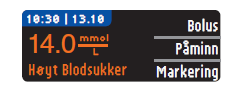 10:30 | 13.10
Bolus
14.0 mmol/L
Påminn
Høyt Blodsukker
Markering